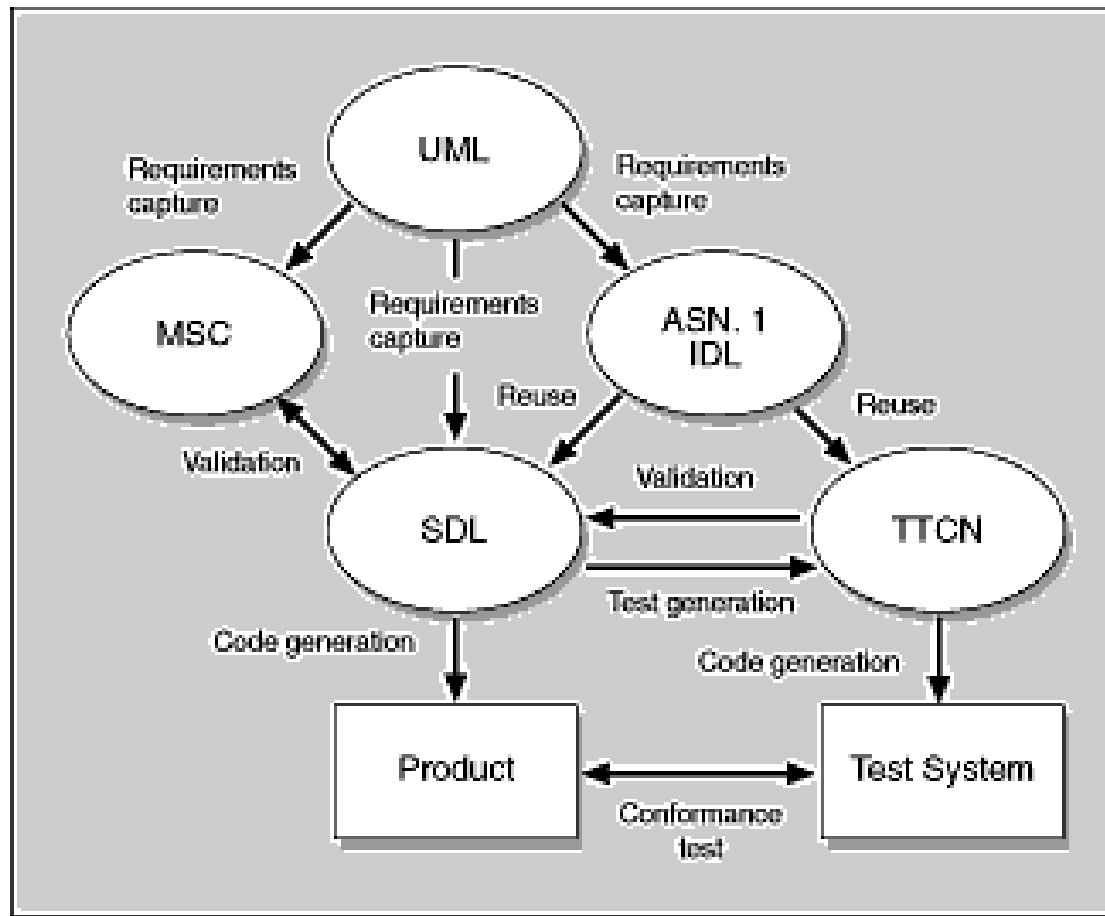 UML
Requirements
capture
Requirements
capture
MSC
Requirements
capture
ASN. 1
IDL
Reuse
Reuse
Validation
Validation
SDL
TTCN
Test generation
Code generation
Code generation
Product
Test System
Conformance
test